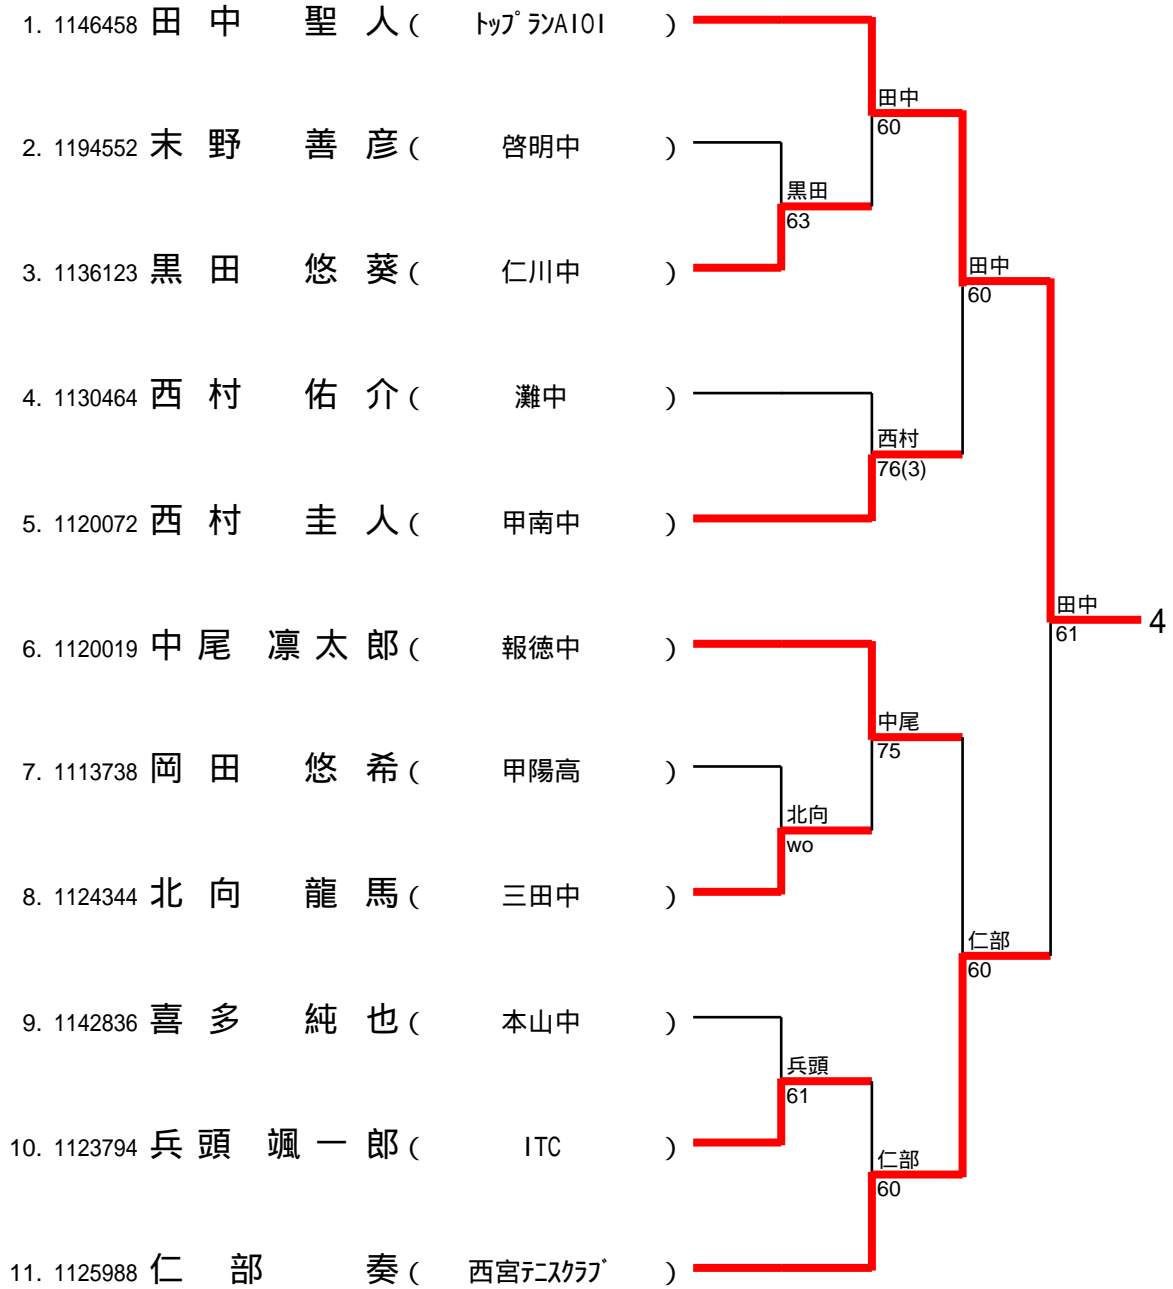 1. 1146458 田中 聖人 ( トップランAIOI )
田中
60
2. 1194552 末野 善彦 ( 啓明中 )
黒田
63
3. 1136123 黒田 悠葵 ( 仁川中 )
田中
60
4. 1130464 西村 佑介 ( 灘中 )
西村
76(3)
5. 1120072 西村 圭人 ( 甲南中 )
田中
61
4
6. 1120019 中尾 凛太郎 ( 報徳中 )
中尾
75
7. 1113738 岡田 悠希 ( 甲陽高 )
北向
wo
8. 1124344 北向 龍馬 ( 三田中 )
仁部
60
9. 1142836 喜多 純也 ( 本山中 )
兵頭
61
10. 1123794 兵頭 颯一郎 ( ITC )
仁部
60
11. 1125988 仁部 奏 ( 西宮テニスクラブ )